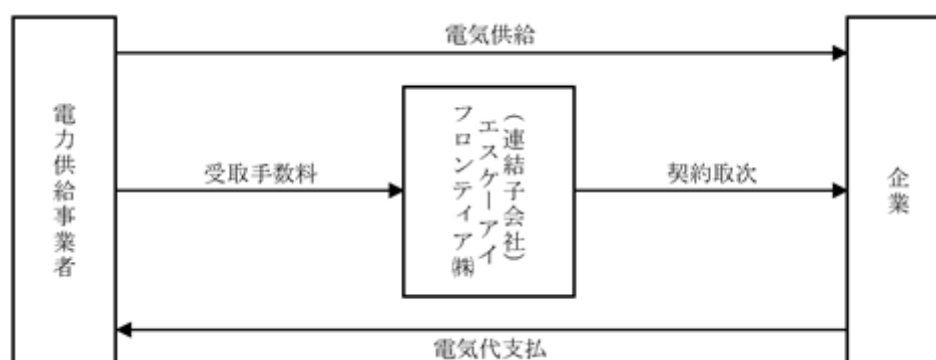 電気供給
電力供給事業者
受取手数料
(連結子会社)
エスケーアイ
フロンティア㈱
契約取次
企業
電気代支払